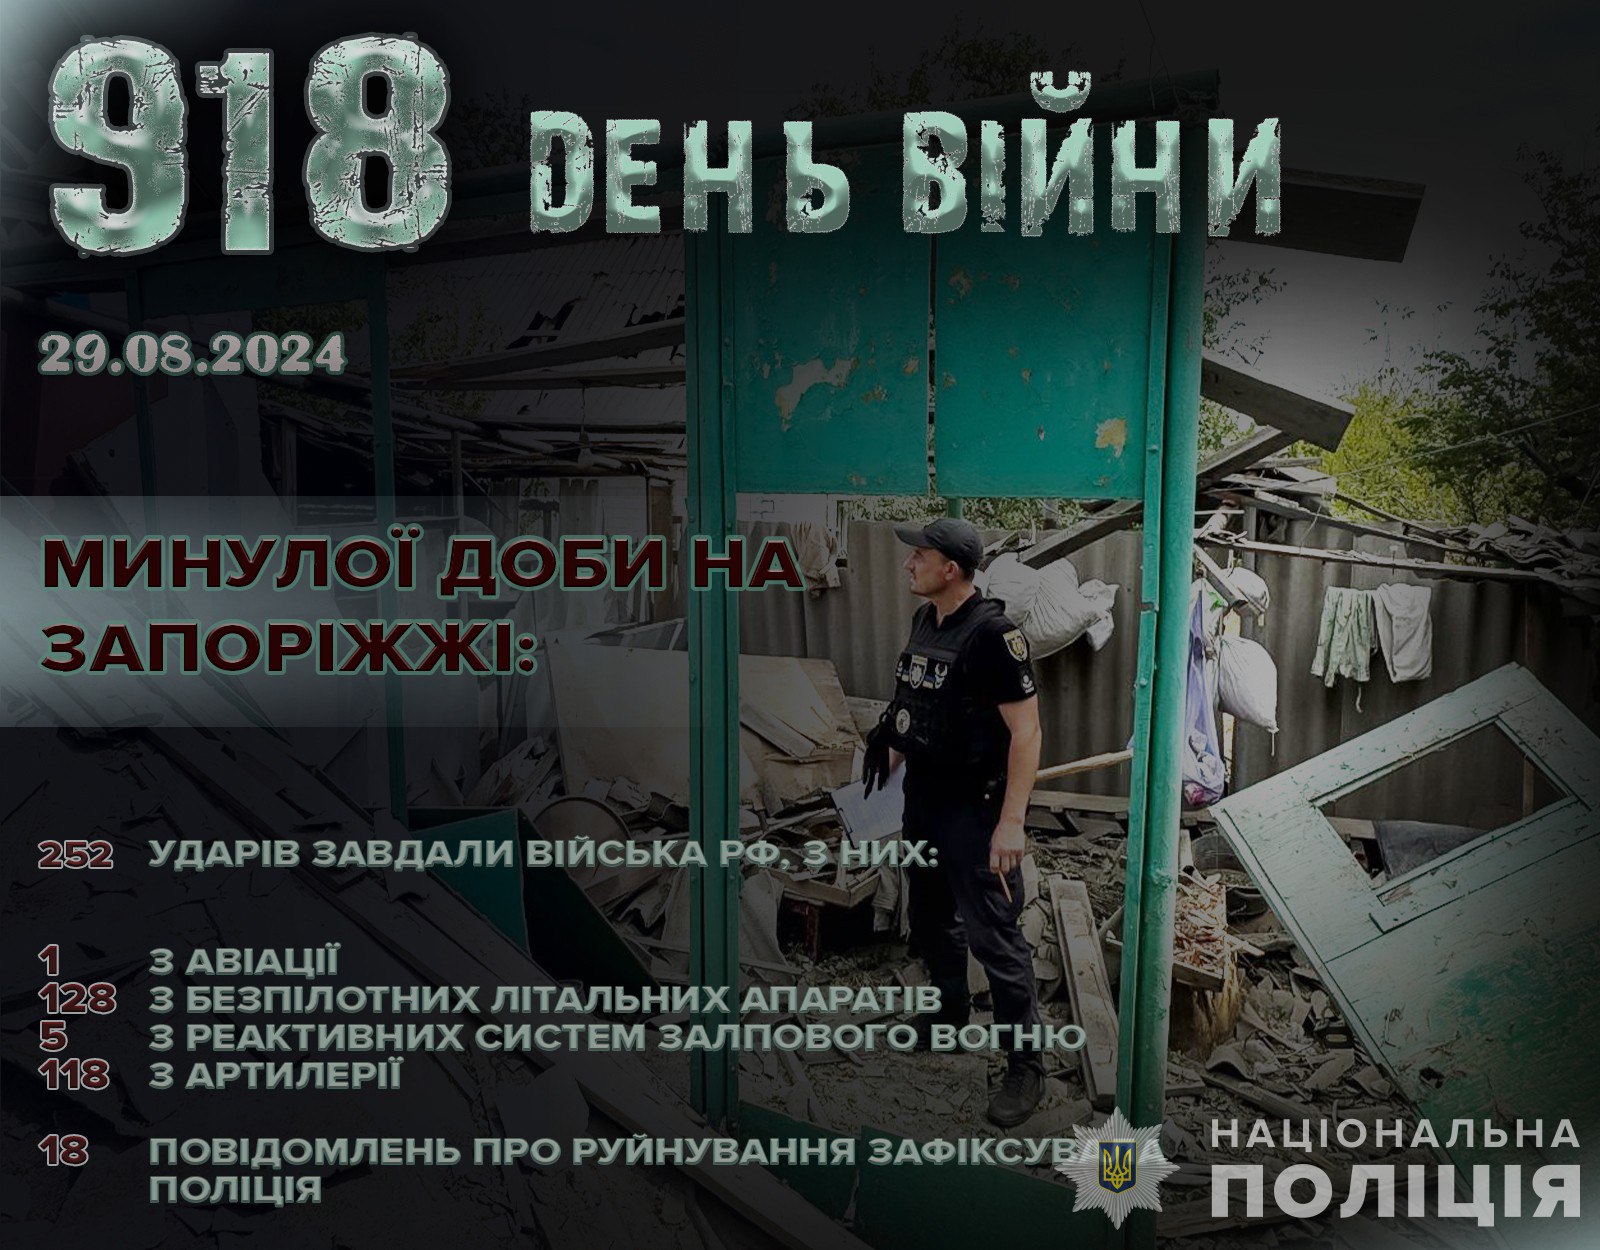 918 ДЕНЬ ВІЙНИ
29.08.2024
МИНУЛОЇ ДОБИ НА
ЗАПОРІЖЖІ:
252 УДАРІВ ЗАВДАЛИ ВІЙСЬКА РФ, З НИХ:
1 З АВІАЦІЇ
128 З БЕЗПІЛОТНИХ ЛІТАЛЬНИХ АПАРАТІВ
5 З РЕАКТИВНИХ СИСТЕМ ЗАЛПОВОГО ВОГНЮ
118 З АРТИЛЕРІЇ
18 ПОВІДОМЛЕНЬ ПРО РУЙНУВАННЯ ЗАФІКСУВАЛА
ПОЛІЦІЯ
НАЦІОНАЛЬНА
ПОЛІЦІЯ